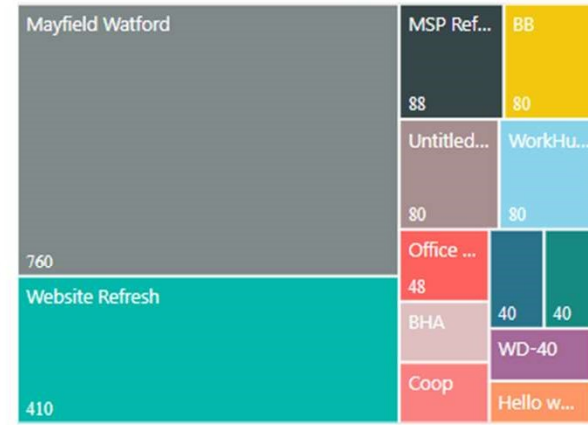 Mayfield Watford
760
Website Refresh
410
MSP Ref...
88
BB
80
Untitled...
80
WorkHu...
80
Office ...
48
BHA
Coop
40
40
WD-40
Hello w...